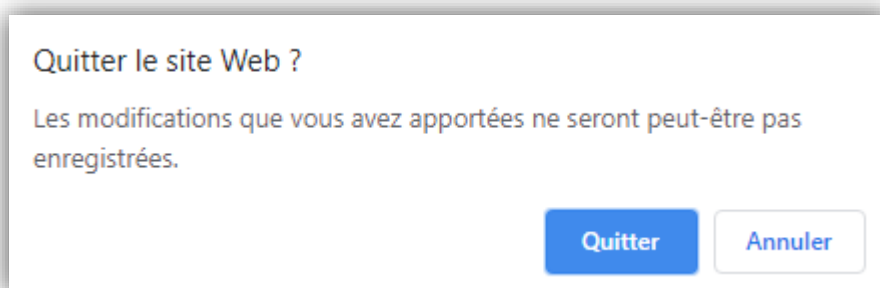 Quitter le site Web ?
Les modifications que vous avez apportées ne seront peut-être pas
enregistrées.
Quitter
Annuler